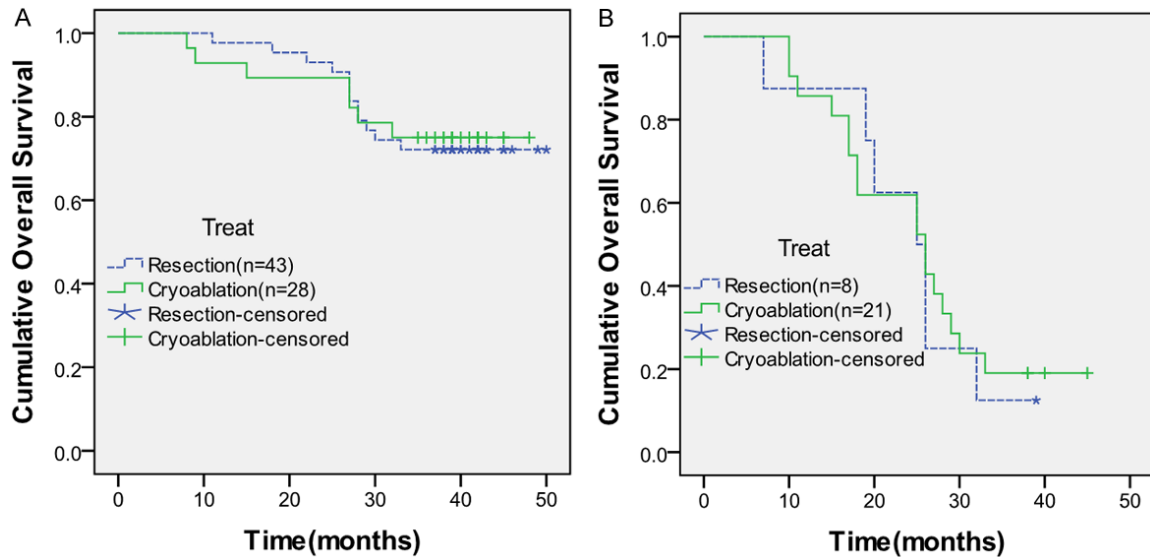 A
Cumulative Overall Survival
1.0
0.8
0.6
0.4
0.2
0.0
Treat
Resection(n=43)
Cryoablation(n=28)
Resection-censored
Cryoablation-censored
0 10 20 30 40 50
Time(months)
B
Cumulative Overall Survival
1.0
0.8
0.6
0.4
0.2
0.0
Treat
Resection(n=8)
Cryoablation(n=21)
Resection-censored
Cryoablation-censored
0 10 20 30 40 50
Time(months)